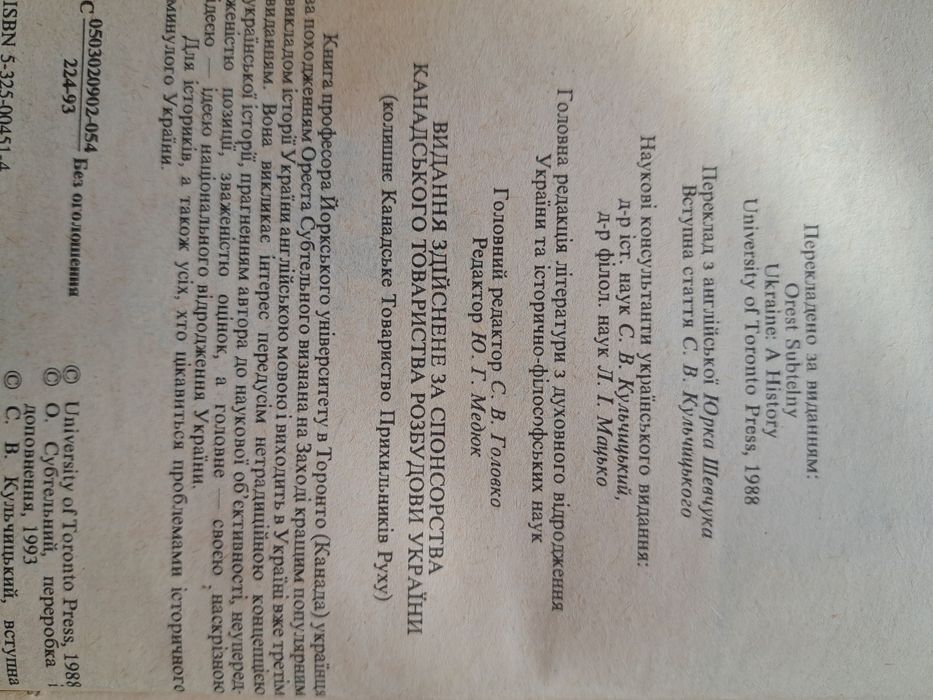 Перекладено за виданням:
Orest Subtelny
Ukraine: A History
University of Toronto Press, 1988
Переклад з англійської Юрка Шевчука
Вступна стаття С. В. Кульчицького
Наукові консультанти українського видання:
д-р іст. наук С. В. Кульчицький,
д-р філол. наук Л. І. Мацько
Головна редакція літератури з духовного відродження
України та історично-філософських наук
Головний редактор С. В. Головко
Редактор Ю. Г. Медюк
ВИДАННЯ ЗДІЙСНЕНЕ ЗА СПОНСОРСТВА
КАНАДСЬКОГО ТОВАРИСТВА РОЗБУДОВИ УКРАЇНИ
(колишнє Канадське Товариство Прихильників Руху)
Книга професора Йоркського університету в Торонто (Канада) українця
за походженням Ореста Субтельного визнана на Заході кращим популярним
викладом історії України англійською мовою і виходить в Україні вже третім
виданням. Вона викликає інтерес передусім нетрадиційною концепцією
української історії, прагненням автора до наукової об'єктивності, неуперед-
женістю позиції, зваженістю оцінок, а головне — своєю наскрізною
ідеєю — ідеєю національного відродження України.
Для істориків, а також усіх, хто цікавиться проблемами історичного
минулого України.
С 0503020902-054
224-93
Без оголошення
© University of Toronto Press, 1988
© О. Субтельний, переробка і
доповнення, 1993
© С. В. Кульчицький, вступна
ISBN 5-325-00451-4